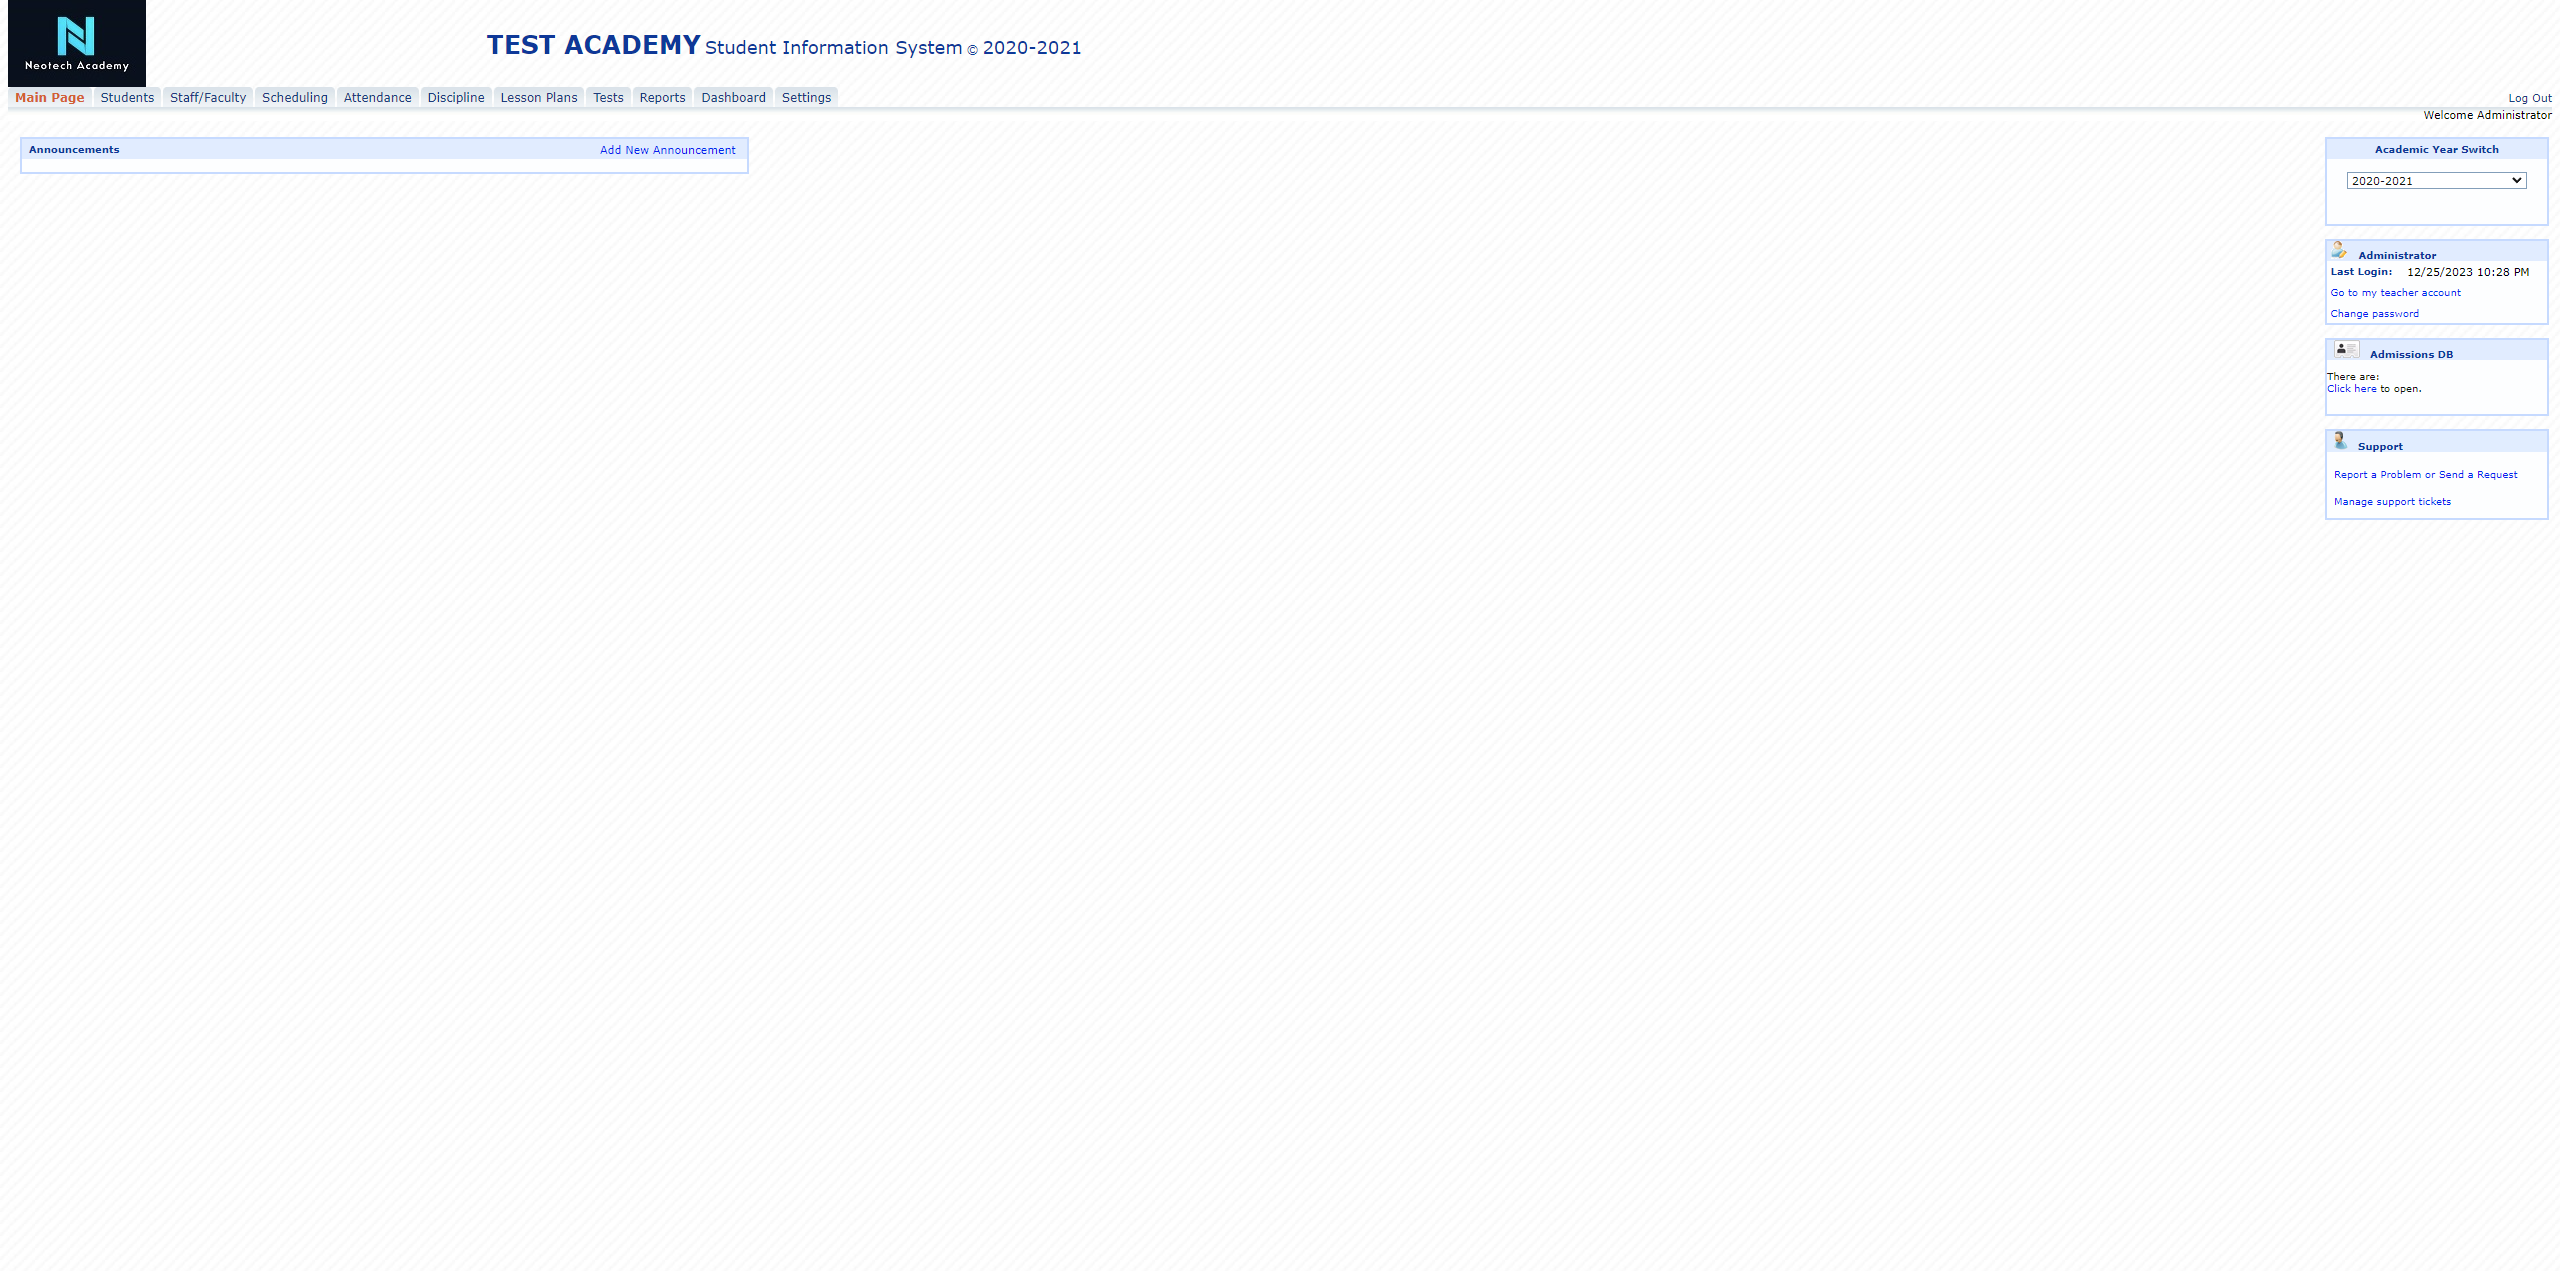 Neotech Academy
TEST ACADEMY Student Information System © 2020-2021
Main Page Students Staff/Faculty Scheduling Attendance Discipline Lesson Plans Tests Reports Dashboard Settings
Log Out
Welcome Administrator
Announcements Add New Announcement
Academic Year Switch
2020-2021
Administrator
Last Login: 12/25/2023 10:28 PM
Go to my teacher account
Change password
Admissions DB
There are:
Click here to open.
Support
Report a Problem or Send a Request
Manage support tickets